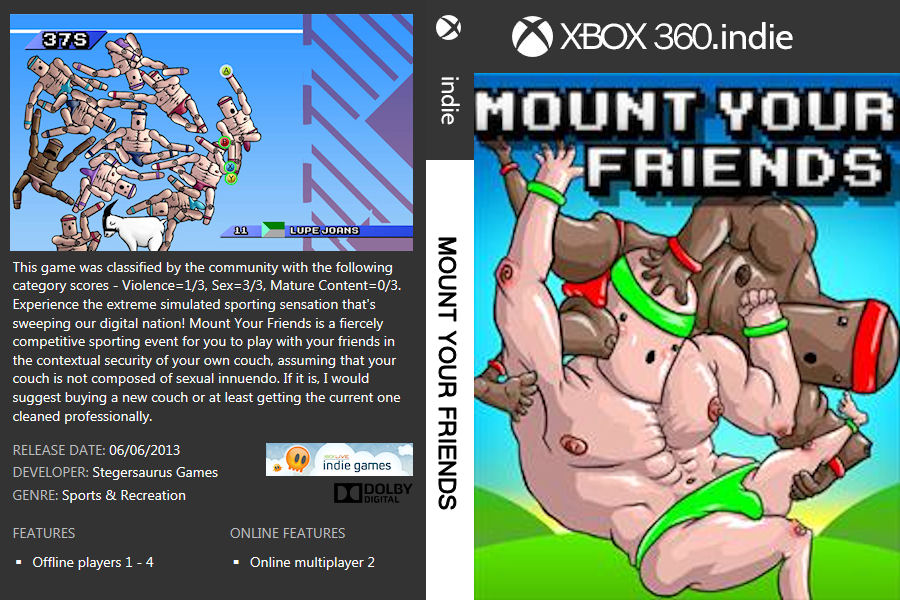 37S
11 LUPE JOANS
This game was classified by the community with the following
category scores - Violence=1/3, Sex=3/3, Mature Content=0/3.
Experience the extreme simulated sporting sensation that's
sweeping our digital nation! Mount Your Friends is a fiercely
competitive sporting event for you to play with your friends in
the contextual security of your own couch, assuming that your
couch is not composed of sexual innuendo. If it is, I would
suggest buying a new couch or at least getting the current one
cleaned professionally.
RELEASE DATE: 06/06/2013
DEVELOPER: Stegersaurus Games
GENRE: Sports & Recreation
XBOX LIVE
indie games
DOLBY
DIGITAL
FEATURES
▪ Offline players 1 - 4
ONLINE FEATURES
▪ Online multiplayer 2
indie
MOUNT YOUR FRIENDS
XBOX 360.indie
MOUNT YOUR
FRIENDS